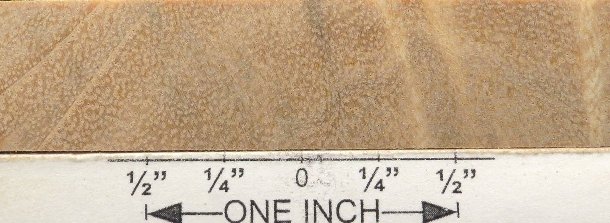 ½” ¼” 0 ¼” ½”
ONE INCH